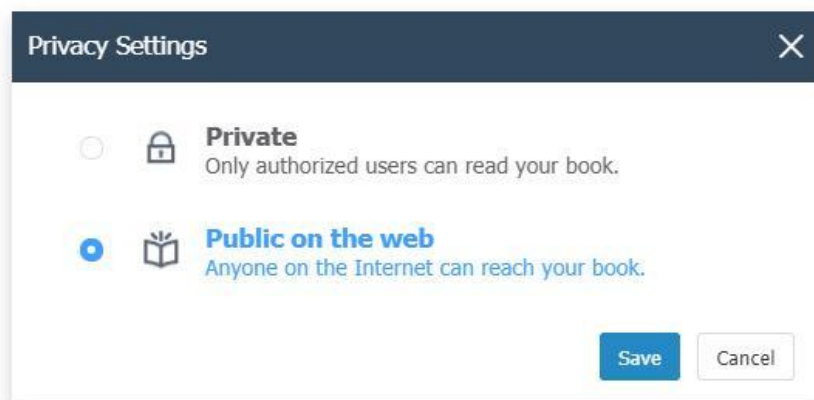 Privacy Settings
Private
Only authorized users can read your book.
Public on the web
Anyone on the Internet can reach your book.
Save
Cancel